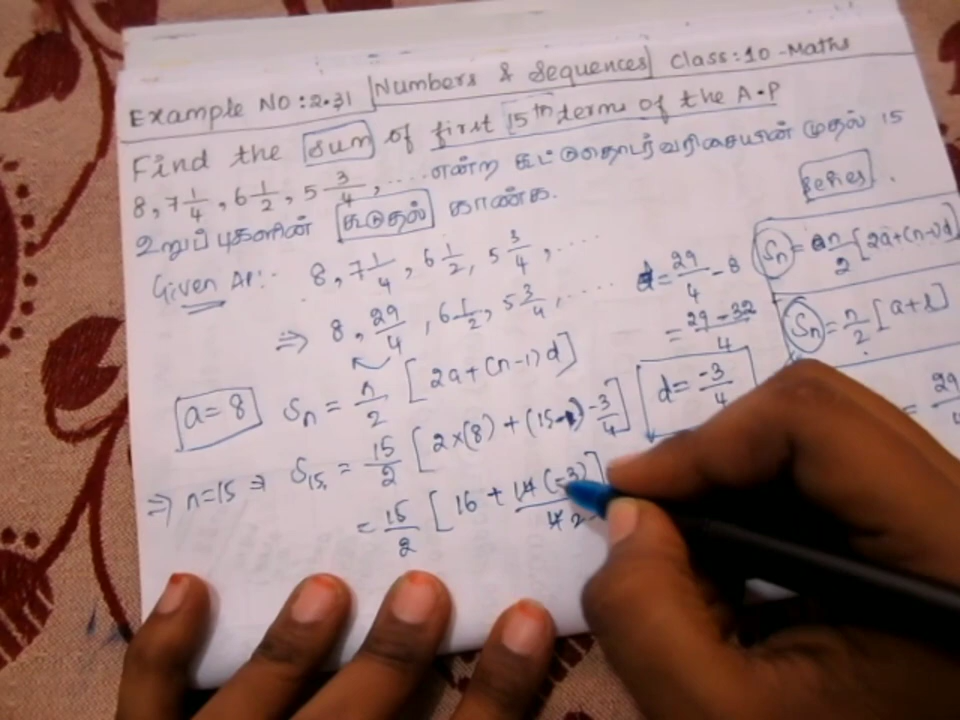 Example NO : 2.31 Numbers & Sequences Class : 10 - Maths
Find the sum of first 15th terms of the A.P
8, 7 1/4, 6 1/2, 5 3/4, .... என்ற கூட்டுதொடர்வரிசையின் முதல் 15
உறுப்புகளின் கூடுதல் காண்க.
Series
Given AP:- 8, 7 1/4, 6 1/2, 5 3/4, ....
⇒ 8, 29/4, 6 1/2, 5 3/4, ....
d = 29/4 - 8
= 29 - 32/4
d = -3/4
Sn = n/2 [2a+(n-1)d]
Sn = n/2 [a+l]
a = 8 Sn = n/2 [2a+(n-1)d]
⇒ n=15 ⇒ S15 = 15/2 [2×(8) + (15-1) -3/4]
= 15/2 [16 + 14(-3)/4 2]
= 29/4